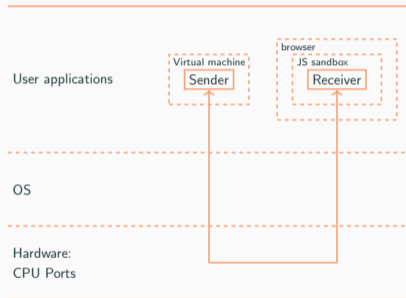 browser
Virtual machine
JS sandbox
User applications
Sender
Receiver
OS
Hardware:
CPU Ports